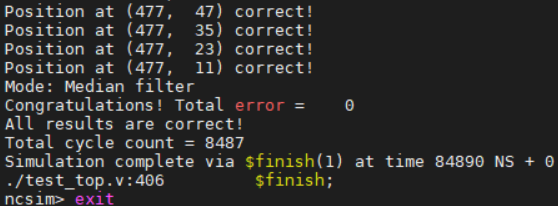 Position at (477,  47) correct!
Position at (477,  35) correct!
Position at (477,  23) correct!
Position at (477,  11) correct!
Mode: Median filter
Congratulations! Total error =    0
All results are correct!
Total cycle count = 8487
Simulation complete via $finish(1) at time 84890 NS + 0
./test_top.v:406         $finish;
ncsim> exit